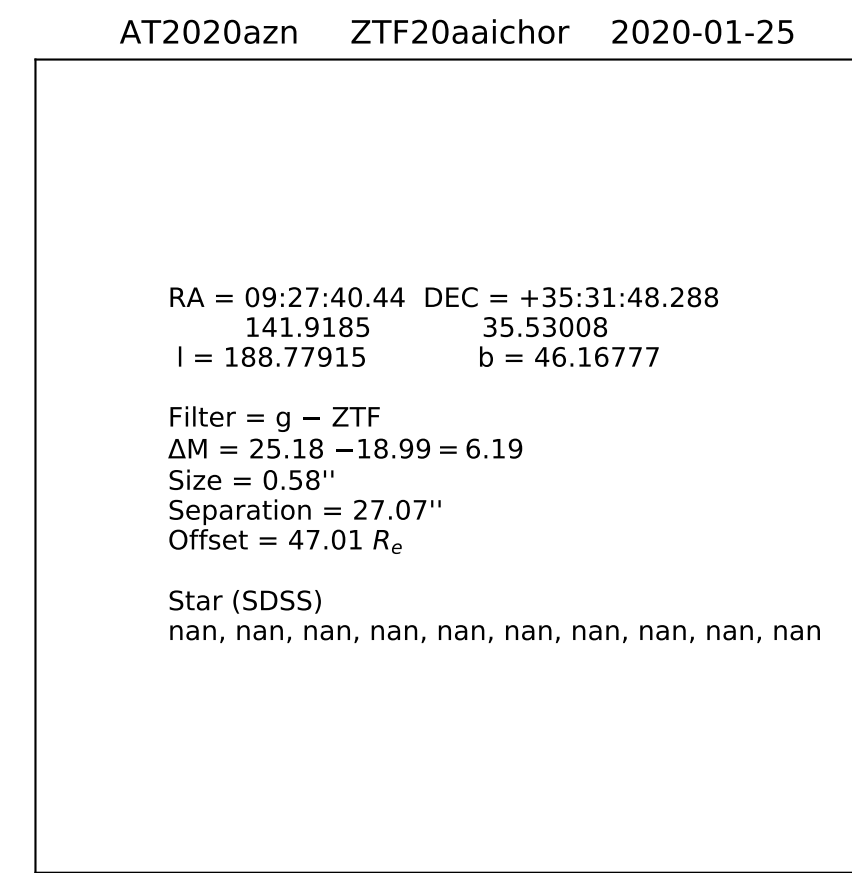 AT2020azn ZTF20aaichor 2020-01-25
RA = 09:27:40.44 DEC = +35:31:48.288
141.9185 35.53008
l = 188.77915 b = 46.16777
Filter = g − ZTF
ΔM = 25.18 −18.99 = 6.19
Size = 0.58''
Separation = 27.07''
Offset = 47.01 Rₑ
Star (SDSS)
nan, nan, nan, nan, nan, nan, nan, nan, nan, nan